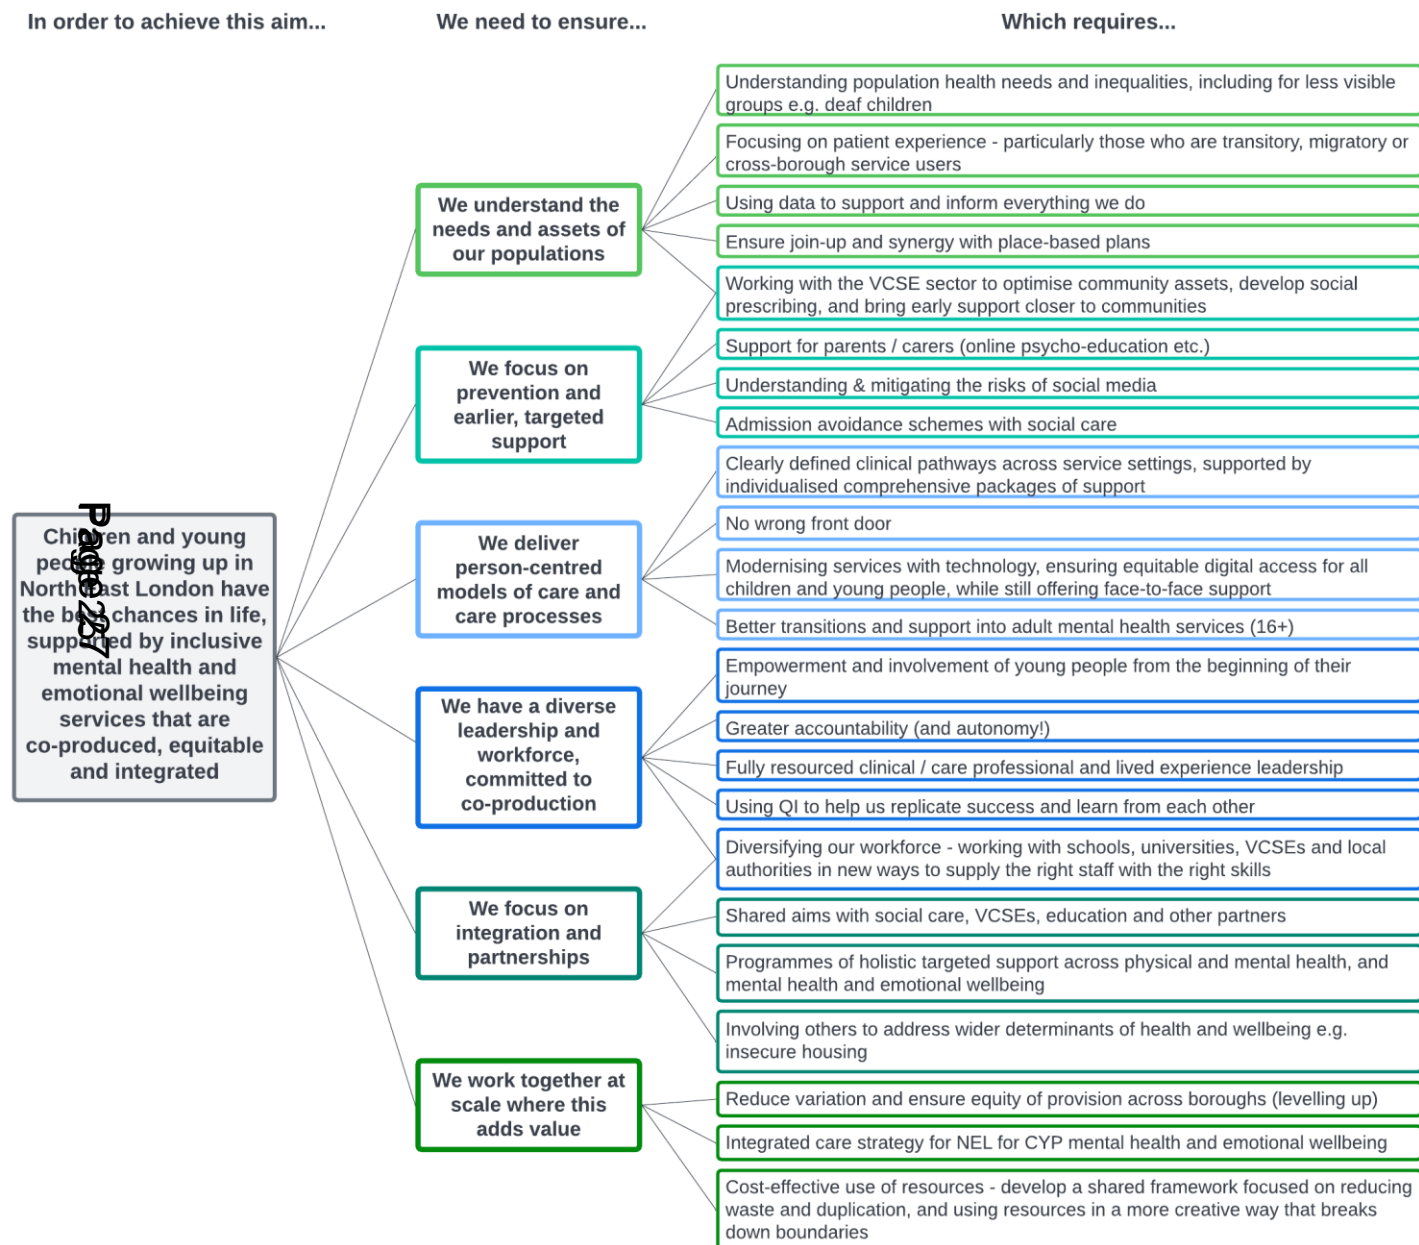 In order to achieve this aim...
We need to ensure...
Which requires...
Children and young
people growing up in
North East London have
the best chances in life,
supported by inclusive
mental health and
emotional wellbeing
services that are
co-produced, equitable
and integrated
We understand the
needs and assets of
our populations
Understanding population health needs and inequalities, including for less visible
groups e.g. deaf children
Focusing on patient experience - particularly those who are transitory, migratory or
cross-borough service users
Using data to support and inform everything we do
Ensure join-up and synergy with place-based plans
We focus on
prevention and
earlier, targeted
support
Working with the VCSE sector to optimise community assets, develop social
prescribing, and bring early support closer to communities
Support for parents / carers (online psycho-education etc.)
Understanding & mitigating the risks of social media
Admission avoidance schemes with social care
We deliver
person-centred
models of care and
care processes
Clearly defined clinical pathways across service settings, supported by
individualised comprehensive packages of support
No wrong front door
Modernising services with technology, ensuring equitable digital access for all
children and young people, while still offering face-to-face support
Better transitions and support into adult mental health services (16+)
We have a diverse
leadership and
workforce,
committed to
co-production
Empowerment and involvement of young people from the beginning of their
journey
Greater accountability (and autonomy!)
Fully resourced clinical / care professional and lived experience leadership
Using QI to help us replicate success and learn from each other
Diversifying our workforce - working with schools, universities, VCSEs and local
authorities in new ways to supply the right staff with the right skills
We focus on
integration and
partnerships
Shared aims with social care, VCSEs, education and other partners
Programmes of holistic targeted support across physical and mental health, and
mental health and emotional wellbeing
Involving others to address wider determinants of health and wellbeing e.g.
insecure housing
We work together at
scale where this
adds value
Reduce variation and ensure equity of provision across boroughs (levelling up)
Integrated care strategy for NEL for CYP mental health and emotional wellbeing
Cost-effective use of resources - develop a shared framework focused on reducing
waste and duplication, and using resources in a more creative way that breaks
down boundaries
Page